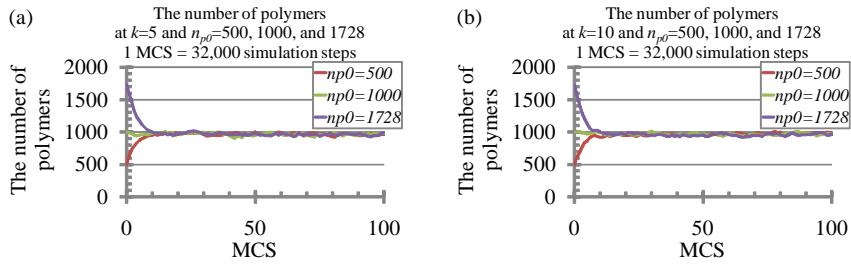 (a)
The number of polymers
at k=5 and n_p0=500, 1000, and 1728
1 MCS = 32,000 simulation steps
The number of
polymers
2000
1500
1000
500
0
np0=500
np0=1000
np0=1728
0
50
100
MCS
(b)
The number of polymers
at k=10 and n_p0=500, 1000, and 1728
1 MCS = 32,000 simulation steps
The number of
polymers
2000
1500
1000
500
0
np0=500
np0=1000
np0=1728
0
50
100
MCS